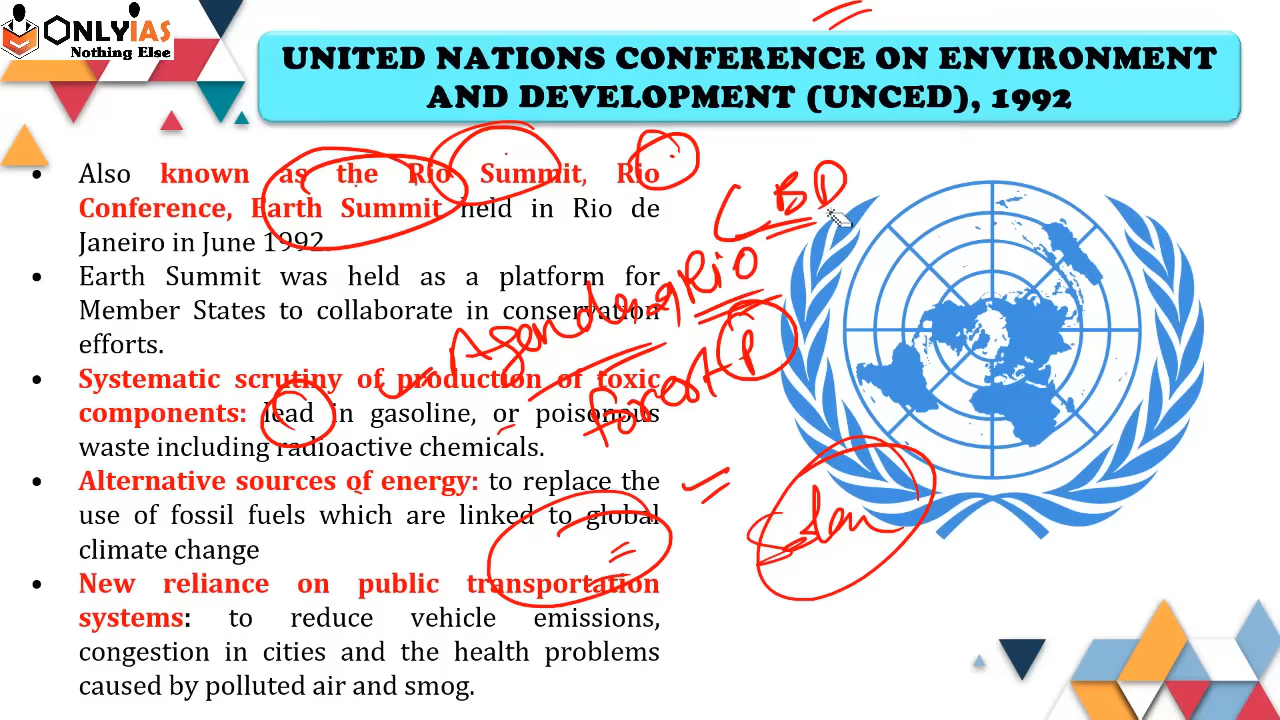 ONLYIAS
Nothing Else
UNITED NATIONS CONFERENCE ON ENVIRONMENT
AND DEVELOPMENT (UNCED), 1992
• Also known as the Rio Summit, Rio
Conference, Earth Summit held in Rio de
Janeiro in June 1992.
• Earth Summit was held as a platform for
Member States to collaborate in conservation
efforts.
• Systematic scrutiny of production of toxic
components: lead in gasoline, or poisonous
waste including radioactive chemicals.
• Alternative sources of energy: to replace the
use of fossil fuels which are linked to global
climate change
• New reliance on public transportation
systems: to reduce vehicle emissions,
congestion in cities and the health problems
caused by polluted air and smog.
CBD
Rio
Agenda 21
Forest P